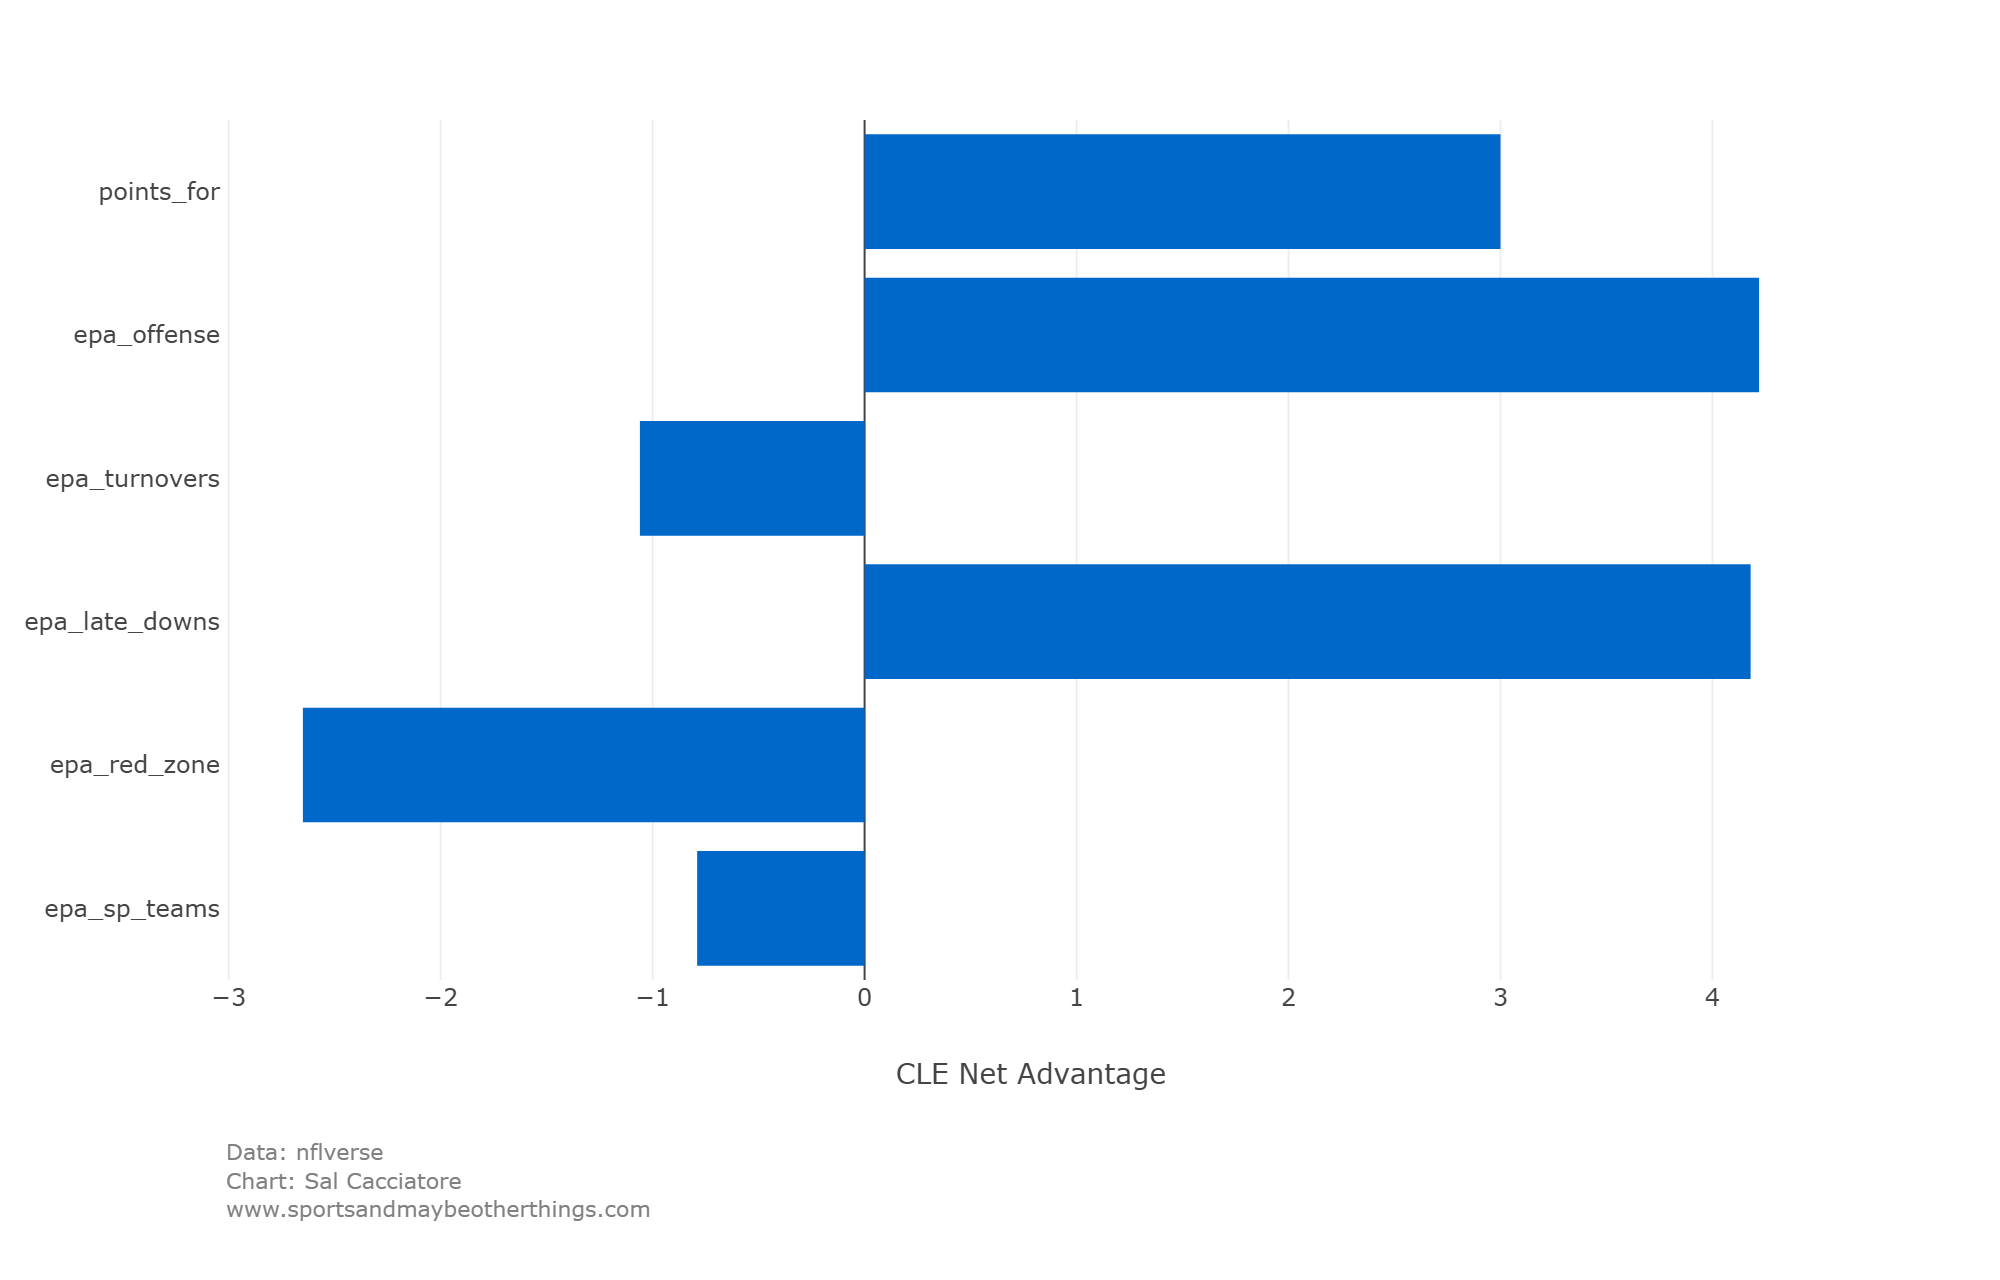 points_for
epa_offense
epa_turnovers
epa_late_downs
epa_red_zone
epa_sp_teams
−3 −2 −1 0 1 2 3 4
CLE Net Advantage
Data: nflverse
Chart: Sal Cacciatore
www.sportsandmaybeotherthings.com